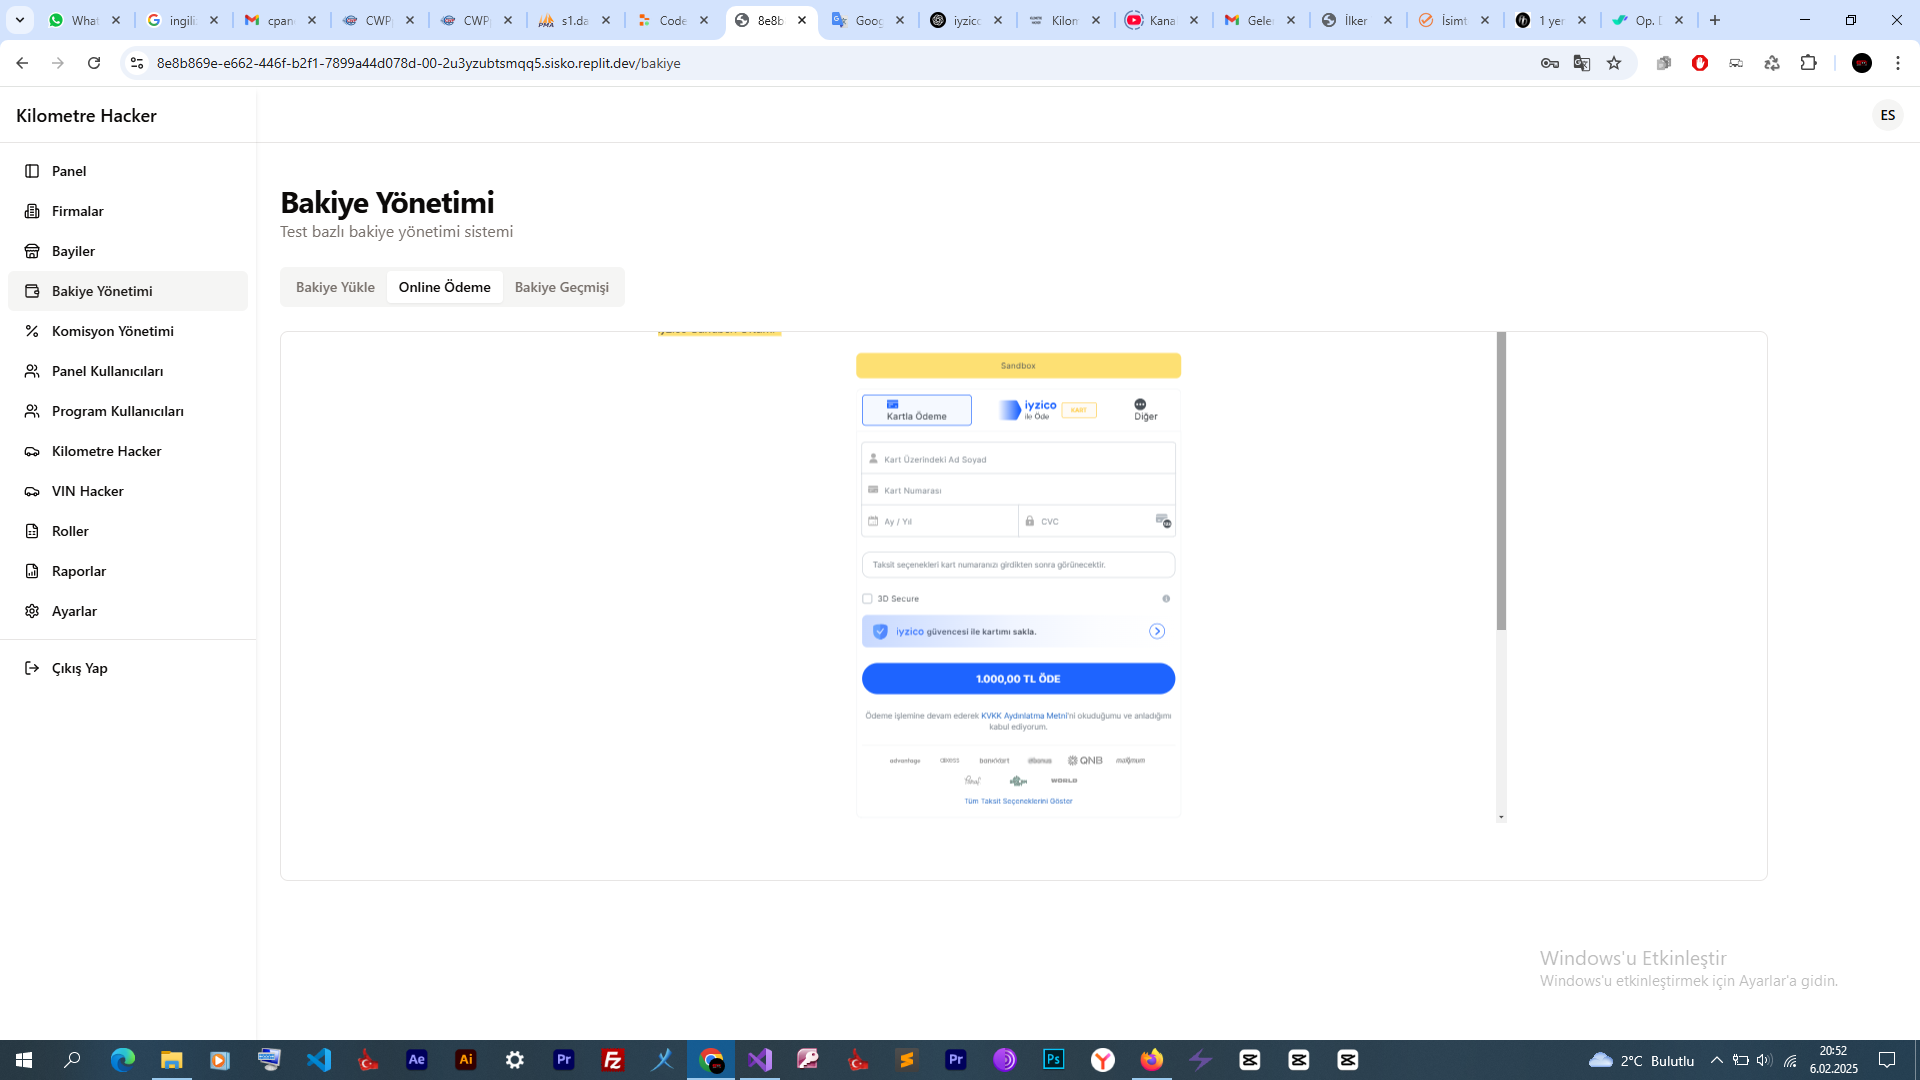 What
ingili
cpan
CWP
CWP
s1.da
Code
8e8b
Goog
iyzico
Kilon
Kana
Gele
İlker
İsimt
1 yer
Op. D
8e8b869e-e662-446f-b2f1-7899a44d078d-00-2u3yzubtsmqq5.sisko.replit.dev/bakiye
Kilometre Hacker
ES
Panel
Firmalar
Bayiler
Bakiye Yönetimi
Komisyon Yönetimi
Panel Kullanıcıları
Program Kullanıcıları
Kilometre Hacker
VIN Hacker
Roller
Raporlar
Ayarlar
Çıkış Yap
Bakiye Yönetimi
Test bazlı bakiye yönetimi sistemi
Bakiye Yükle Online Ödeme Bakiye Geçmişi
Sandbox
Kartla Ödeme
iyzico ile Öde KART
Diğer
Kart Üzerindeki Ad Soyad
Kart Numarası
Ay / Yıl CVC
Taksit seçenekleri kart numaranızı girdikten sonra görünecektir.
3D Secure
iyzico güvencesi ile kartımı sakla.
1.000,00 TL ÖDE
Ödeme işlemine devam ederek KVKK Aydınlatma Metni'ni okuduğumu ve anladığımı
kabul ediyorum.
advantage axess bankkart QNB maximum
Paraf WORLD
Tüm Taksit Seçeneklerini Göster
Windows'u Etkinleştir
Windows'u etkinleştirmek için Ayarlar'a gidin.
2°C Bulutlu
20:52
6.02.2025